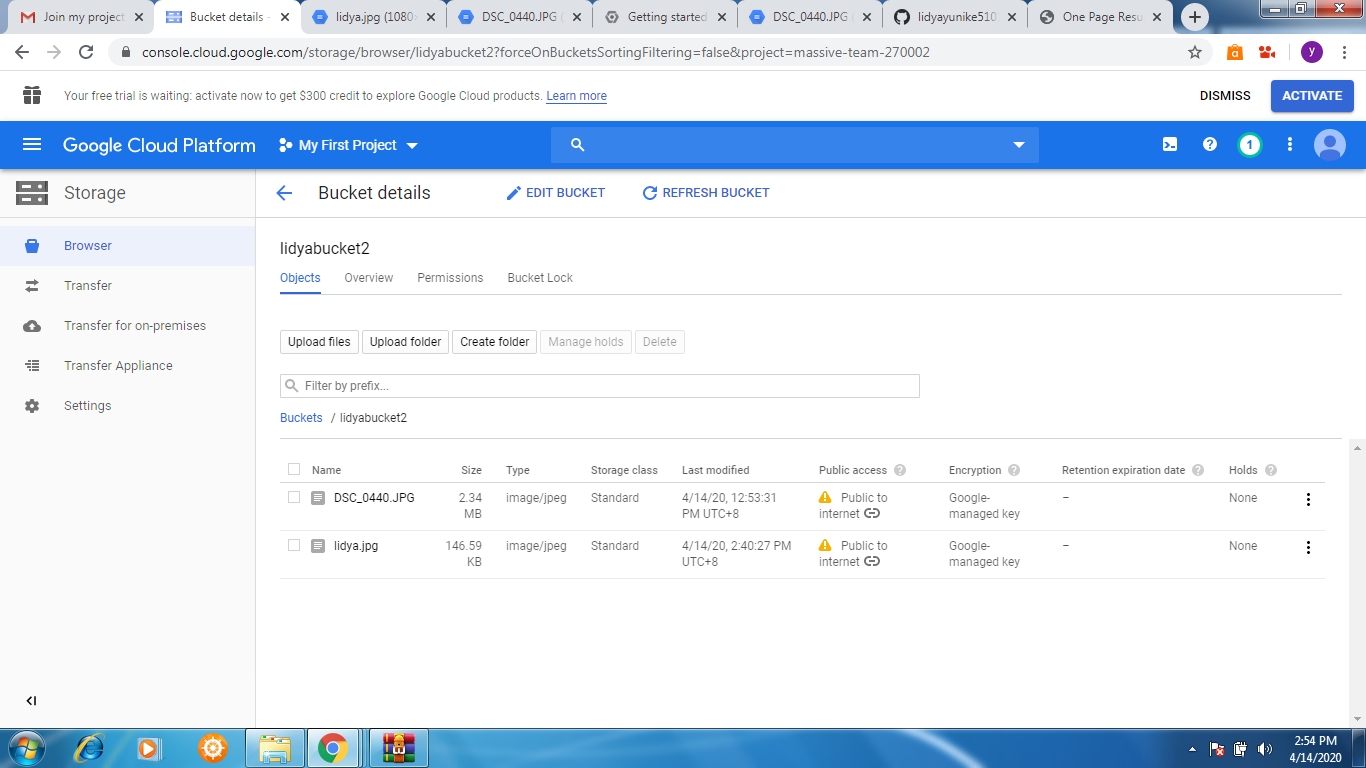 Join my project
Bucket details -
lidya.jpg (1080
DSC_0440.JPG (
Getting started
DSC_0440.JPG (
lidyayunike510
One Page Resu
console.cloud.google.com/storage/browser/lidyabucket2?forceOnBucketsSortingFiltering=false&project=massive-team-270002
y
Your free trial is waiting: activate now to get $300 credit to explore Google Cloud products. Learn more
DISMISS
ACTIVATE
Google Cloud Platform
My First Project
1
Storage
Bucket details
EDIT BUCKET
REFRESH BUCKET
Browser
Transfer
Transfer for on-premises
Transfer Appliance
Settings
lidyabucket2
Objects Overview Permissions Bucket Lock
Upload files Upload folder Create folder Manage holds Delete
Filter by prefix...
Buckets / lidyabucket2
Name Size Type Storage class Last modified Public access Encryption Retention expiration date Holds
DSC_0440.JPG 2.34 image/jpeg Standard 4/14/20, 12:53:31 Public to Google- – None
MB PM UTC+8 internet managed key
lidya.jpg 146.59 image/jpeg Standard 4/14/20, 2:40:27 PM Public to Google- – None
KB UTC+8 internet managed key
2:54 PM
4/14/2020